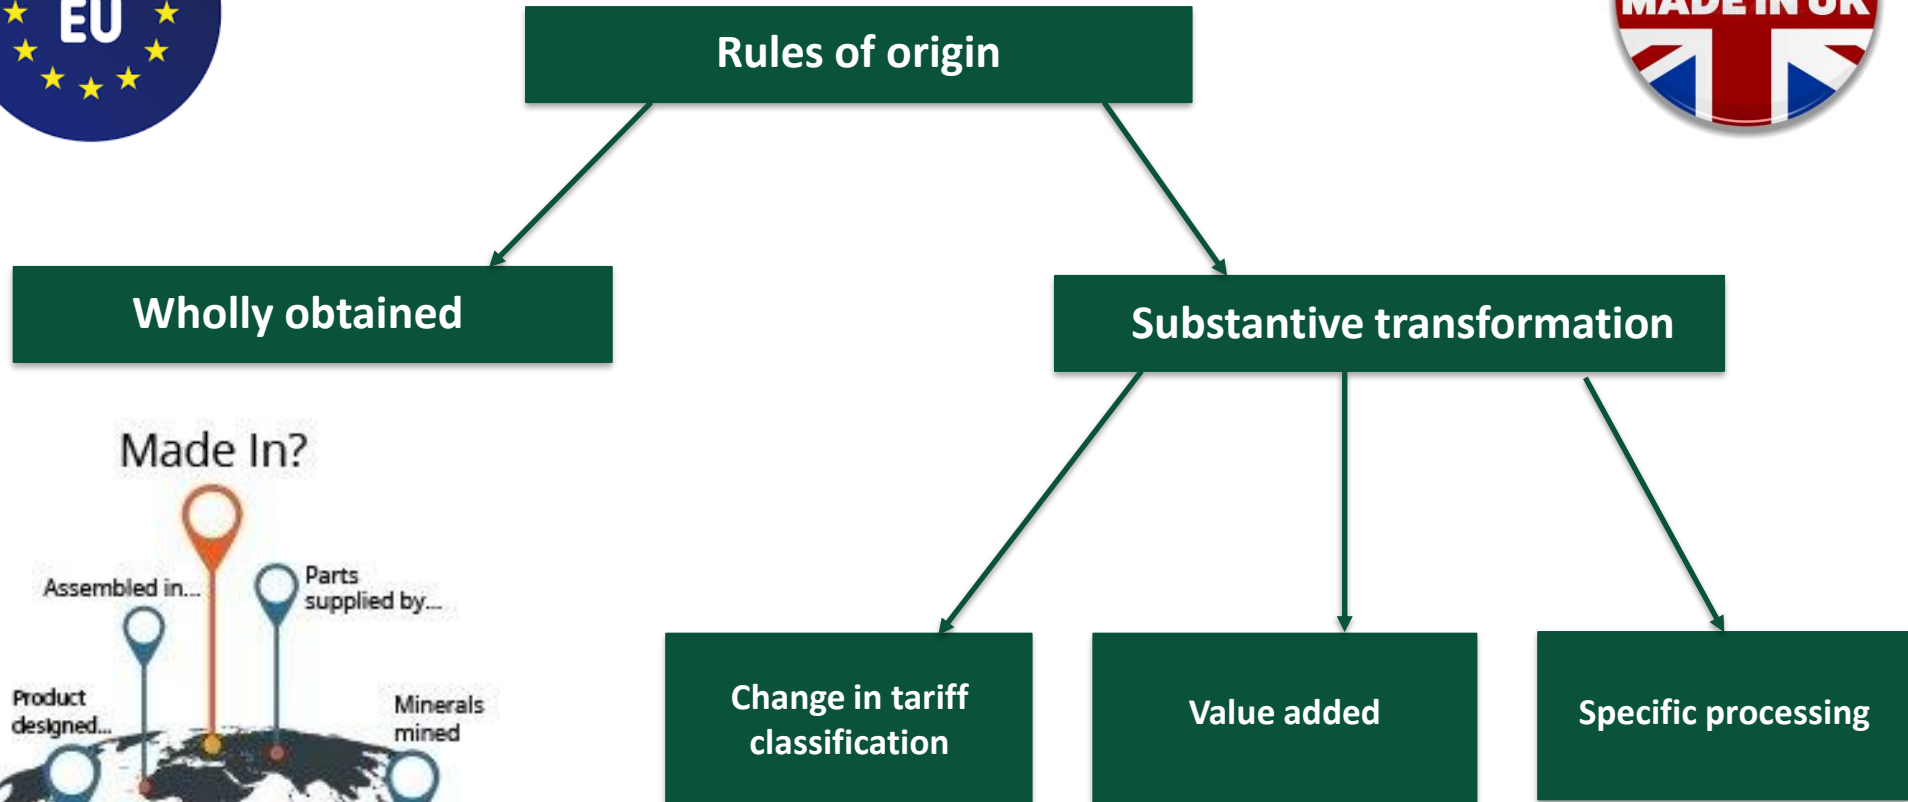 EU
MADE IN UK
Rules of origin
Wholly obtained
Substantive transformation
Made In?
Assembled in...
Parts
supplied by...
Product
designed...
Minerals
mined
Change in tariff
classification
Value added
Specific processing